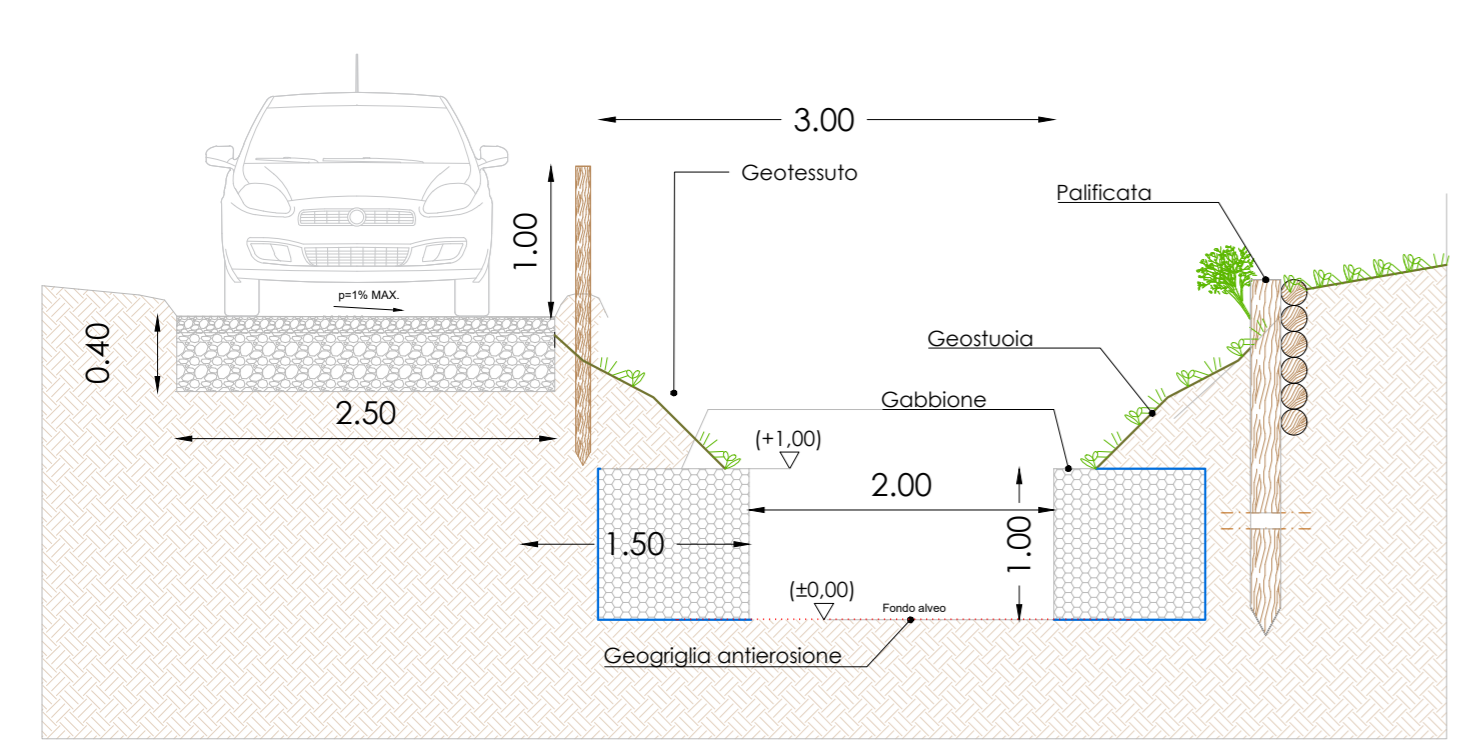 3.00
Geotessuto
Palificata
1.00
p=1% MAX.
0.40
Geostuoia
2.50
Gabbione
(+1,00)
2.00
1.50
1.00
(±0,00)
Fondo alveo
Geogriglia antierosione